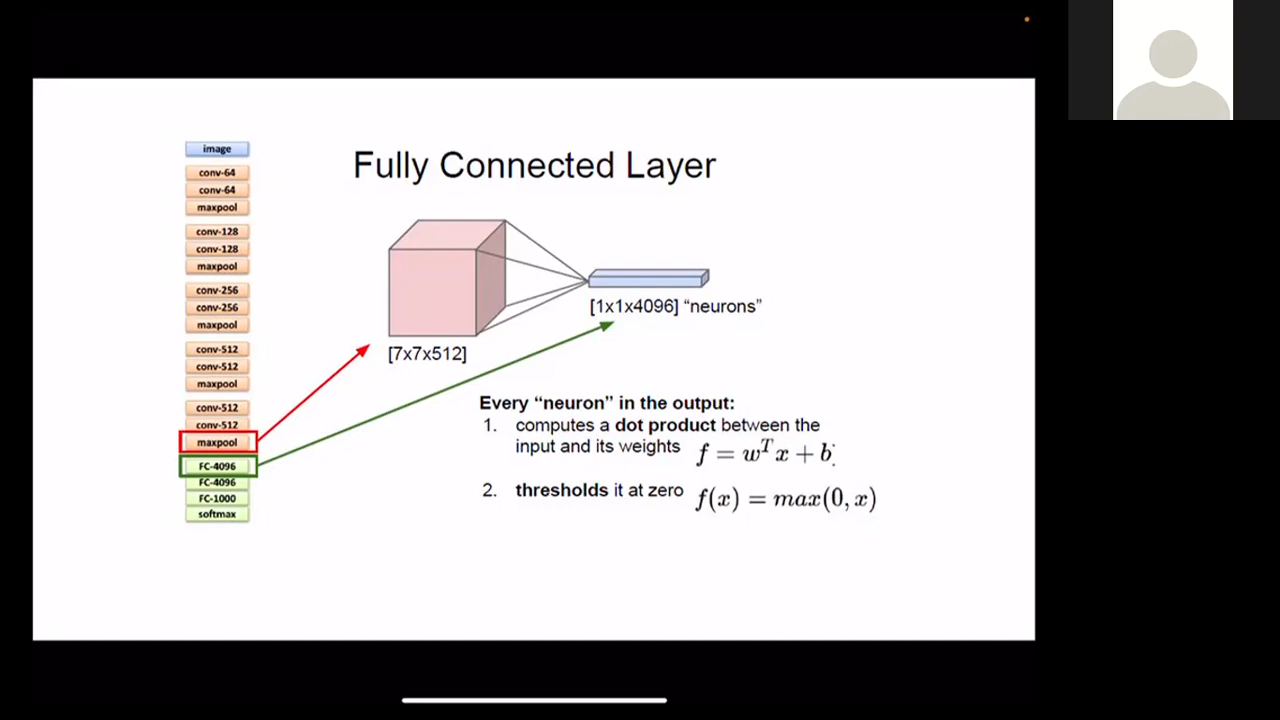 Fully Connected Layer
image
conv-64
conv-64
maxpool
conv-128
conv-128
maxpool
conv-256
conv-256
maxpool
conv-512
conv-512
maxpool
conv-512
conv-512
maxpool
FC-4096
FC-4096
FC-1000
softmax
[7x7x512]
[1x1x4096] “neurons”
Every “neuron” in the output:
1. computes a dot product between the
input and its weights f = w^T x + b
2. thresholds it at zero f(x) = max(0, x)